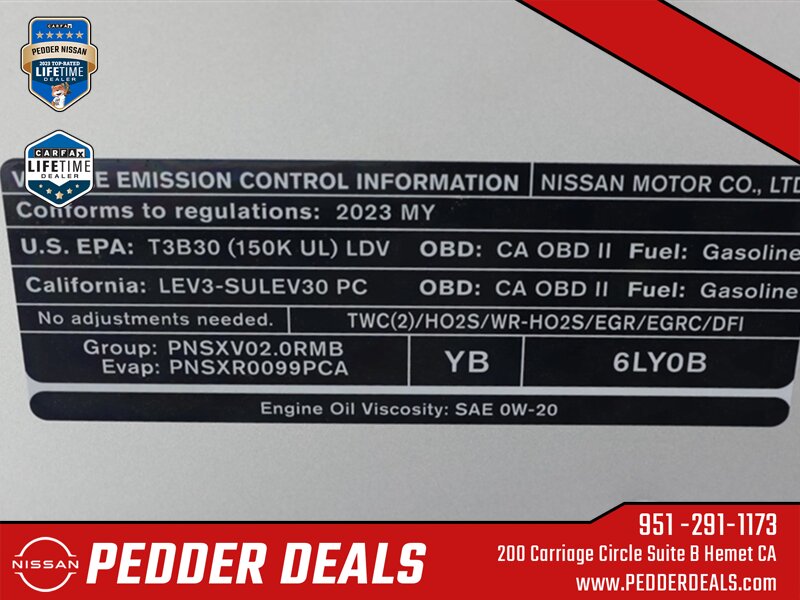 CARFAX
PEDDER NISSAN
2023 TOP-RATED
LIFETIME
DEALER
CARFAX
LIFETIME
DEALER
E EMISSION CONTROL INFORMATION NISSAN MOTOR CO., LTD
Conforms to regulations: 2023 MY
U.S. EPA: T3B30 (150K UL) LDV OBD: CA OBD II Fuel: Gasoline
California: LEV3-SULEV30 PC OBD: CA OBD II Fuel: Gasoline
No adjustments needed. TWC(2)/HO2S/WR-HO2S/EGR/EGRC/DFI
Group: PNSXV02.0RMB
Evap: PNSXR0099PCA
YB
6LY0B
Engine Oil Viscosity: SAE 0W-20
951 -291-1173
200 Carriage Circle Suite B Hemet CA
www.PEDDERDEALS.com
NISSAN
PEDDER DEALS